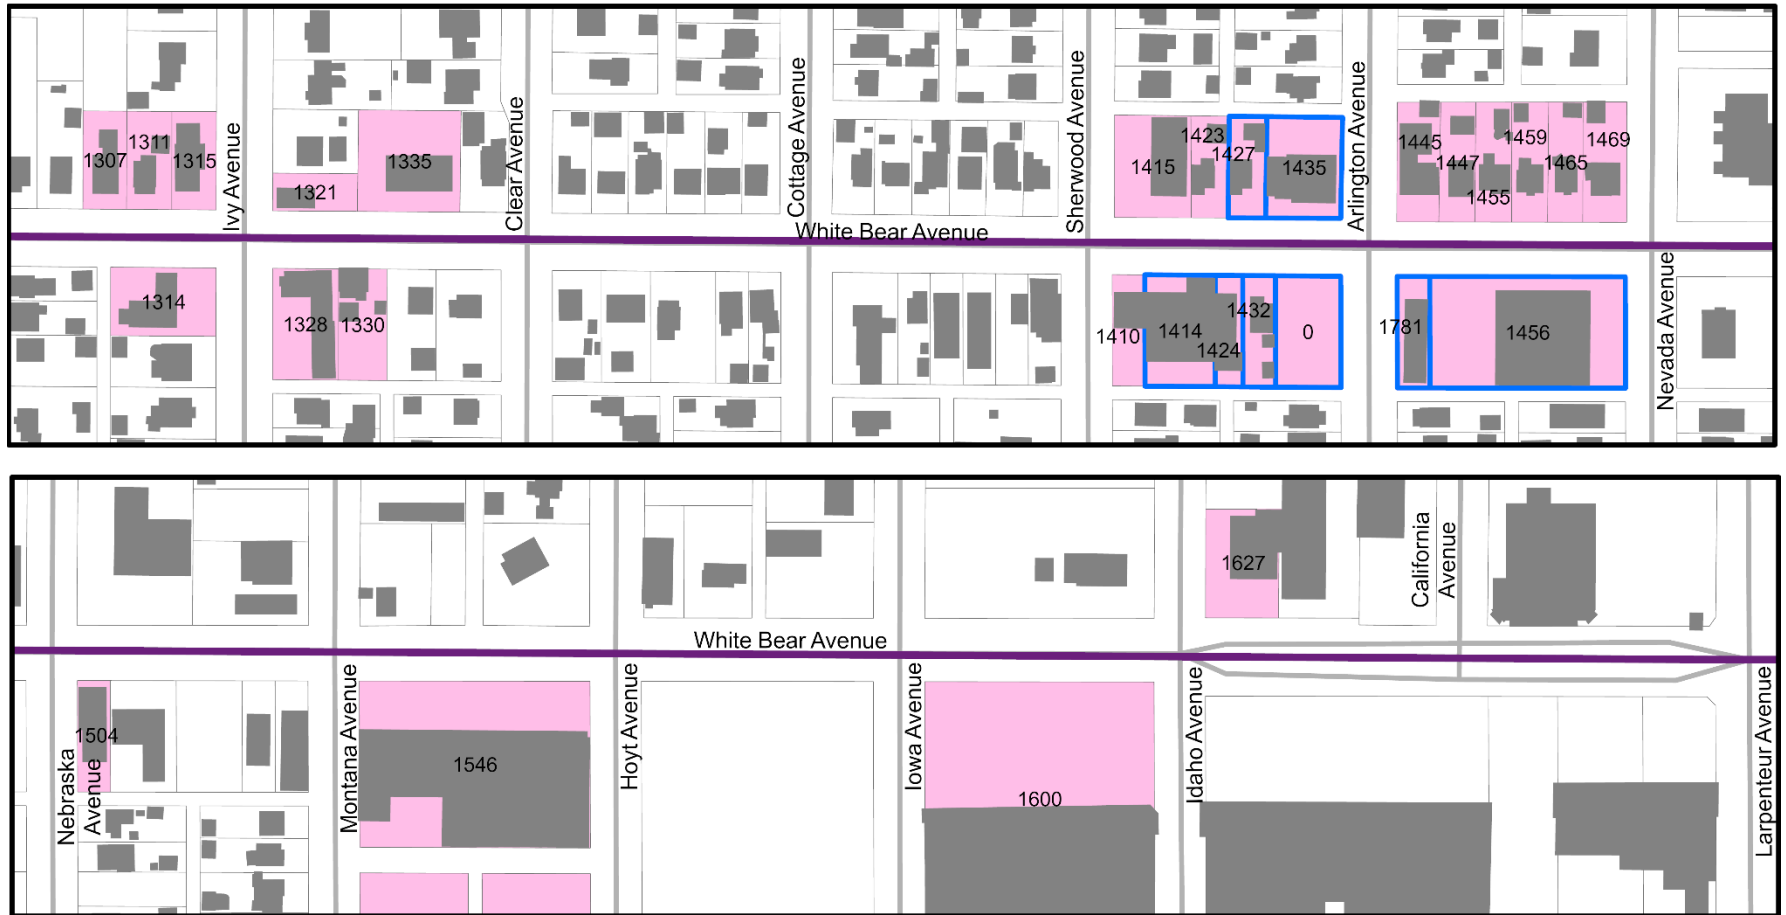 1307
1311
1315
Ivy Avenue
1321
1335
Clear Avenue
Cottage Avenue
Sherwood Avenue
1415
1423
1427
1435
Arlington Avenue
1445
1447
1455
1459
1465
1469
White Bear Avenue
1314
1328
1330
1410
1414
1424
1432
0
1781
1456
Nevada Avenue
1627
California
Avenue
White Bear Avenue
1504
Nebraska
Avenue
Montana Avenue
1546
Hoyt Avenue
Iowa Avenue
1600
Idaho Avenue
Larpenteur Avenue